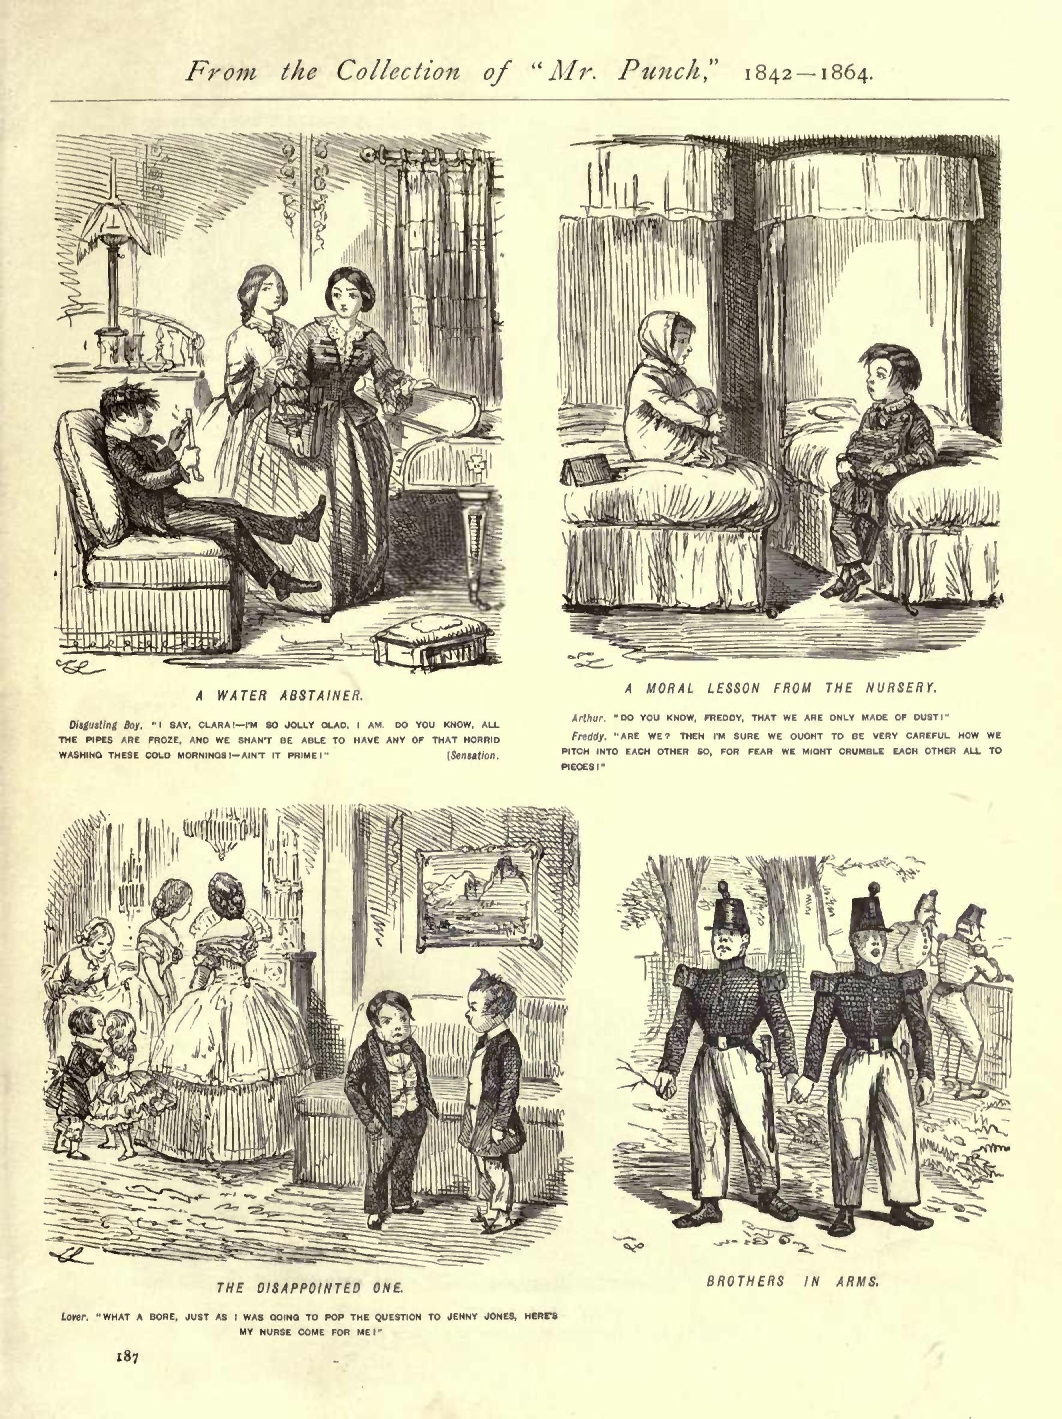 From the Collection of "Mr. Punch," 1842—1864.
A WATER ABSTAINER.
Disgusting Boy. "I SAY, CLARA!—I'M SO JOLLY GLAD, I AM. DO YOU KNOW, ALL
THE PIPES ARE FROZE, AND WE SHAN'T BE ABLE TO HAVE ANY OF THAT HORRID
WASHING THESE COLD MORNINGS!—AIN'T IT PRIME!" [Sensation.
A MORAL LESSON FROM THE NURSERY.
Arthur. "DO YOU KNOW, FREDDY, THAT WE ARE ONLY MADE OF DUST!"
Freddy. "ARE WE? THEN I'M SURE WE OUGHT TO BE VERY CAREFUL HOW WE
PITCH INTO EACH OTHER SO, FOR FEAR WE MIGHT CRUMBLE EACH OTHER ALL TO
PIECES!"
THE DISAPPOINTED ONE.
Lover. "WHAT A BORE, JUST AS I WAS GOING TO POP THE QUESTION TO JENNY JONES, HERE'S
MY NURSE COME FOR ME!"
BROTHERS IN ARMS.
187